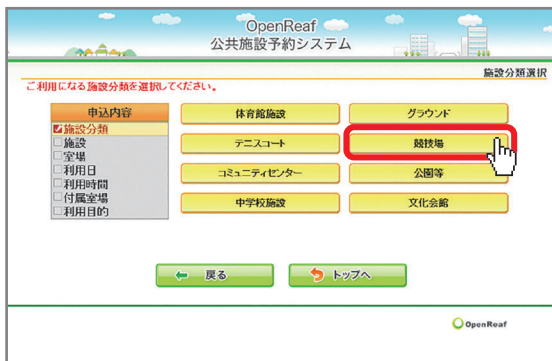 OpenReaf
公共施設予約システム
施設分類選択
ご利用になる施設分類を選択してください。
申込内容
施設分類
施設
室場
利用日
利用時間
付属室場
利用目的
体育館施設
グラウンド
テニスコート
競技場
コミュニティセンター
公園等
中学校施設
文化会館
戻る
トップへ
OpenReaf